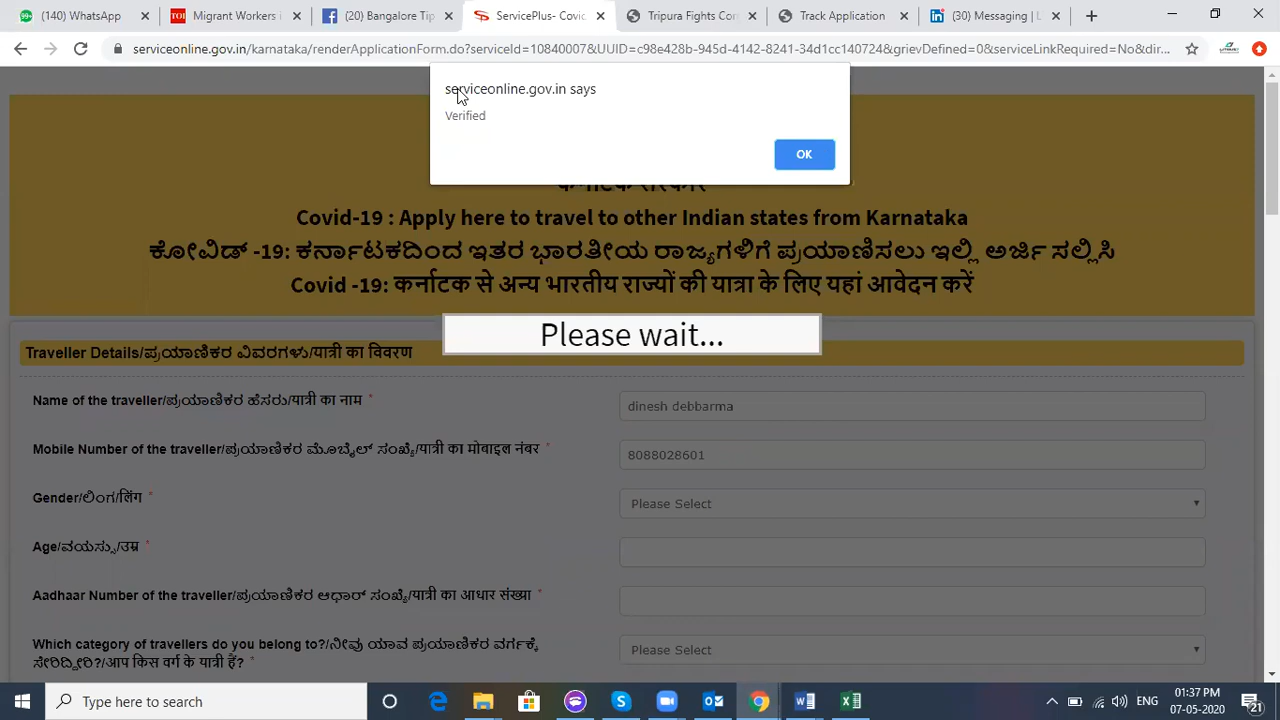 (140) WhatsApp
Migrant Workers i
(20) Bangalore Tip
ServicePlus- Covid
Tripura Fights Cor
Track Application
(30) Messaging | L
serviceonline.gov.in/karnataka/renderApplicationForm.do?serviceId=10840007&UUID=c98e428b-945d-4142-8241-34d1cc140724&grievDefined=0&serviceLinkRequired=No&dir...
serviceonline.gov.in says
Verified
OK
कर्नाटक सरकार
Covid-19 : Apply here to travel to other Indian states from Karnataka
ಕೋವಿಡ್ -19: ಕರ್ನಾಟಕದಿಂದ ಇತರ ಭಾರತೀಯ ರಾಜ್ಯಗಳಿಗೆ ಪ್ರಯಾಣಿಸಲು ಇಲ್ಲಿ ಅರ್ಜಿ ಸಲ್ಲಿಸಿ
Covid -19: कर्नाटक से अन्य भारतीय राज्यों की यात्रा के लिए यहां आवेदन करें
Please wait...
Traveller Details/ಪ್ರಯಾಣಿಕರ ವಿವರಗಳು/यात्री का विवरण
Name of the traveller/ಪ್ರಯಾಣಿಕರ ಹೆಸರು/यात्री का नाम *
dinesh debbarma
Mobile Number of the traveller/ಪ್ರಯಾಣಿಕರ ಮೊಬೈಲ್ ಸಂಖ್ಯೆ/यात्री का मोबाइल नंबर *
8088028601
Gender/ಲಿಂಗ/लिंग *
Please Select
Age/ವಯಸ್ಸು/उम्र *
Aadhaar Number of the traveller/ಪ್ರಯಾಣಿಕರ ಆಧಾರ್ ಸಂಖ್ಯೆ/यात्री का आधार संख्या *
Which category of travellers do you belong to?/ನೀವು ಯಾವ ಪ್ರಯಾಣಿಕರ ವರ್ಗಕ್ಕೆ
ಸೇರಿದ್ದೀರಿ?/आप किस वर्ग के यात्री हैं? *
Please Select
Type here to search
ENG
01:37 PM
07-05-2020
21